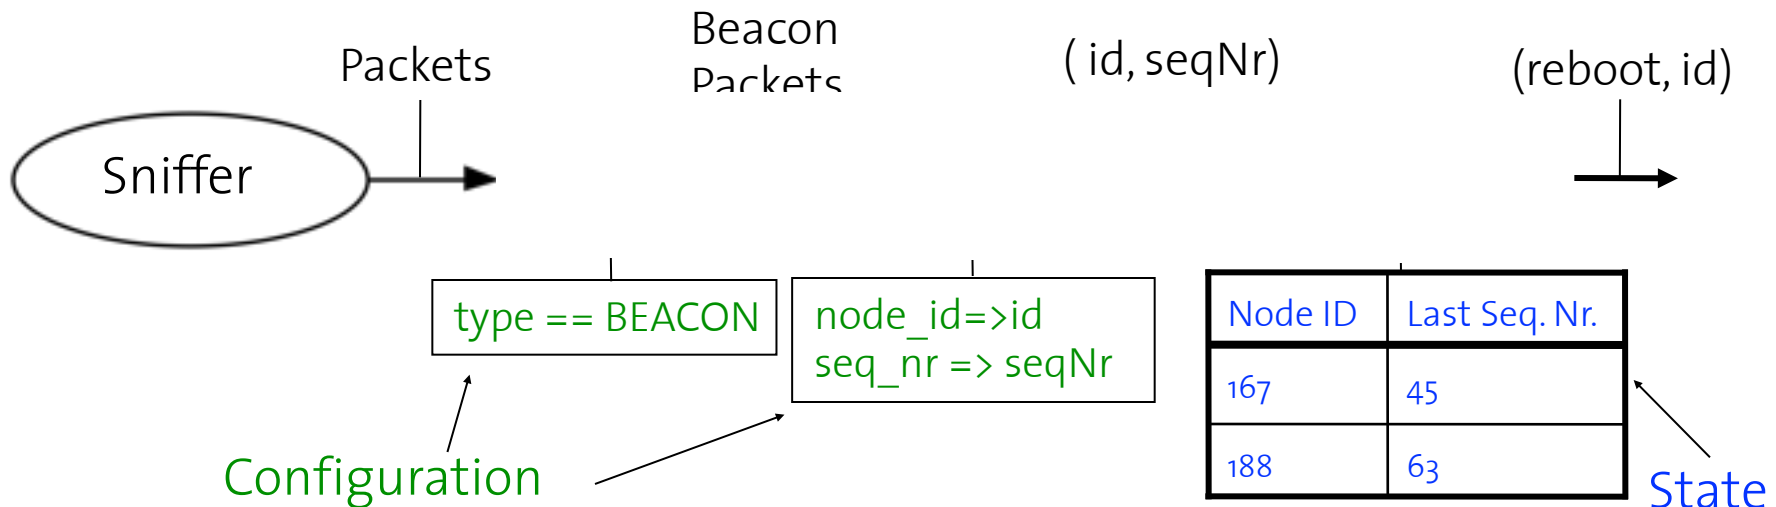 Packets
Beacon
Packets
( id, seqNr)
(reboot, id)
Sniffer
type == BEACON
node_id=>id
seq_nr => seqNr
Node ID Last Seq. Nr.
167 45
188 63
Configuration
State